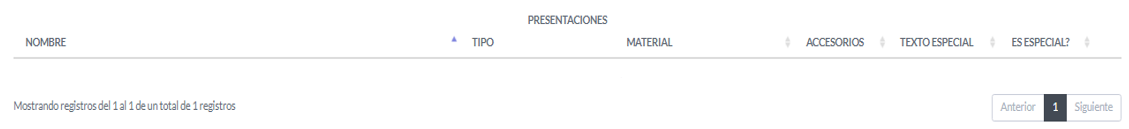 PRESENTACIONES
NOMBRE TIPO MATERIAL ACCESORIOS TEXTO ESPECIAL ES ESPECIAL?
Mostrando registros del 1 al 1 de un total de 1 registros
Anterior 1 Siguiente